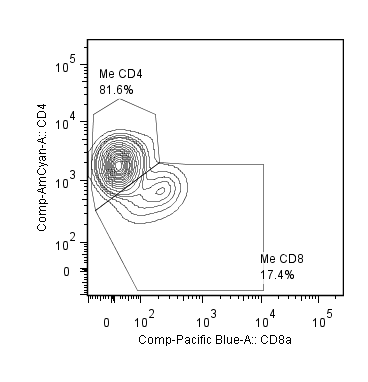 Me CD4
81.6%
10^5
10^4
10^3
10^2
0
Comp-AmCyan-A:: CD4
Me CD8
17.4%
0 10^2 10^3 10^4 10^5
Comp-Pacific Blue-A:: CD8a